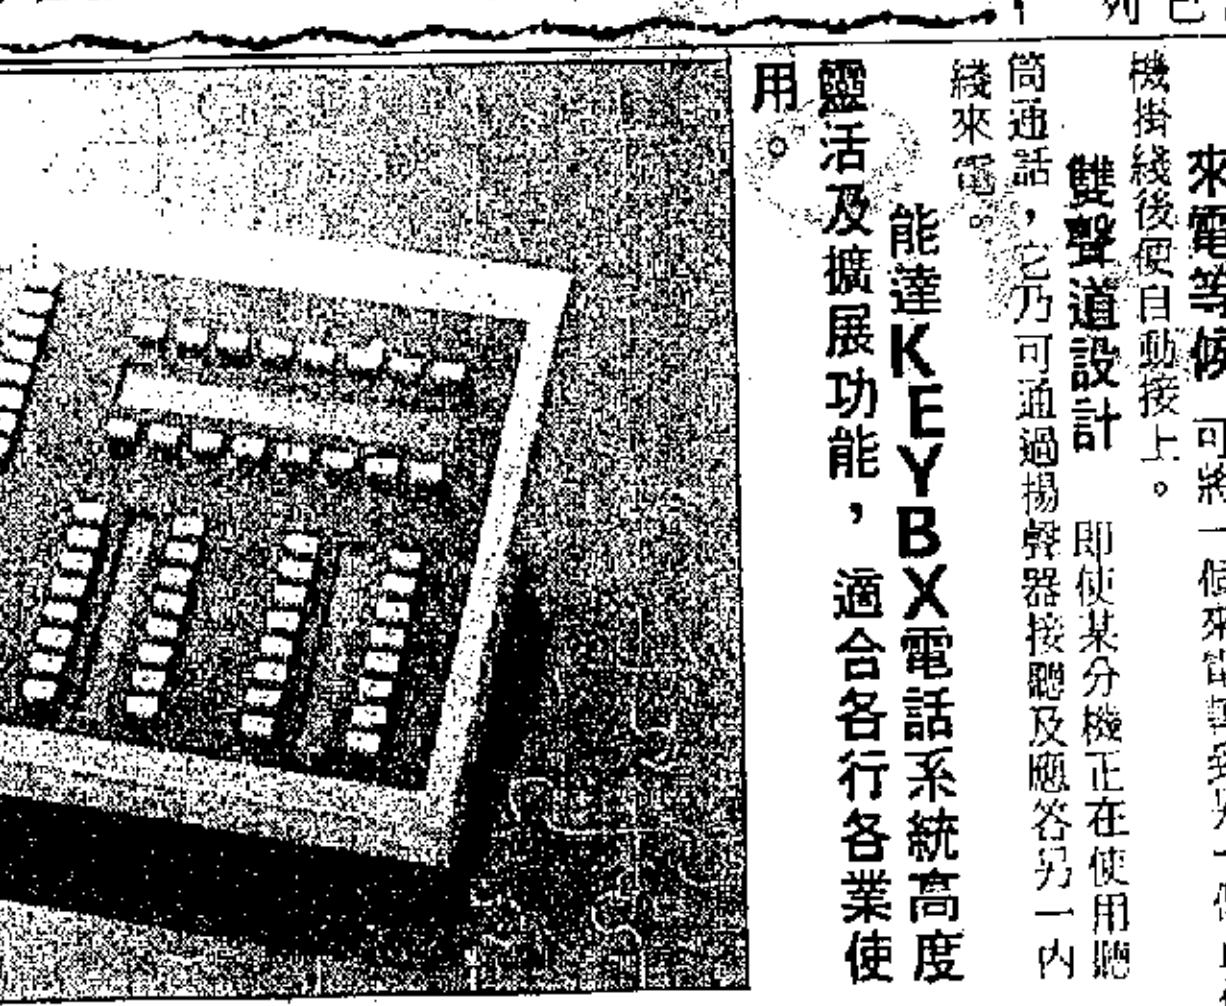 來電等候 可將一個來電
機掛綫後便自動接上。
雙聲道設計 即使某分機正在使用聽
筒通話，它乃可通過揚聲器接聽及應答另一內
綫來電。
能達KEYBX電話系統高度
靈活及擴展功能，適合各行各業使
用。